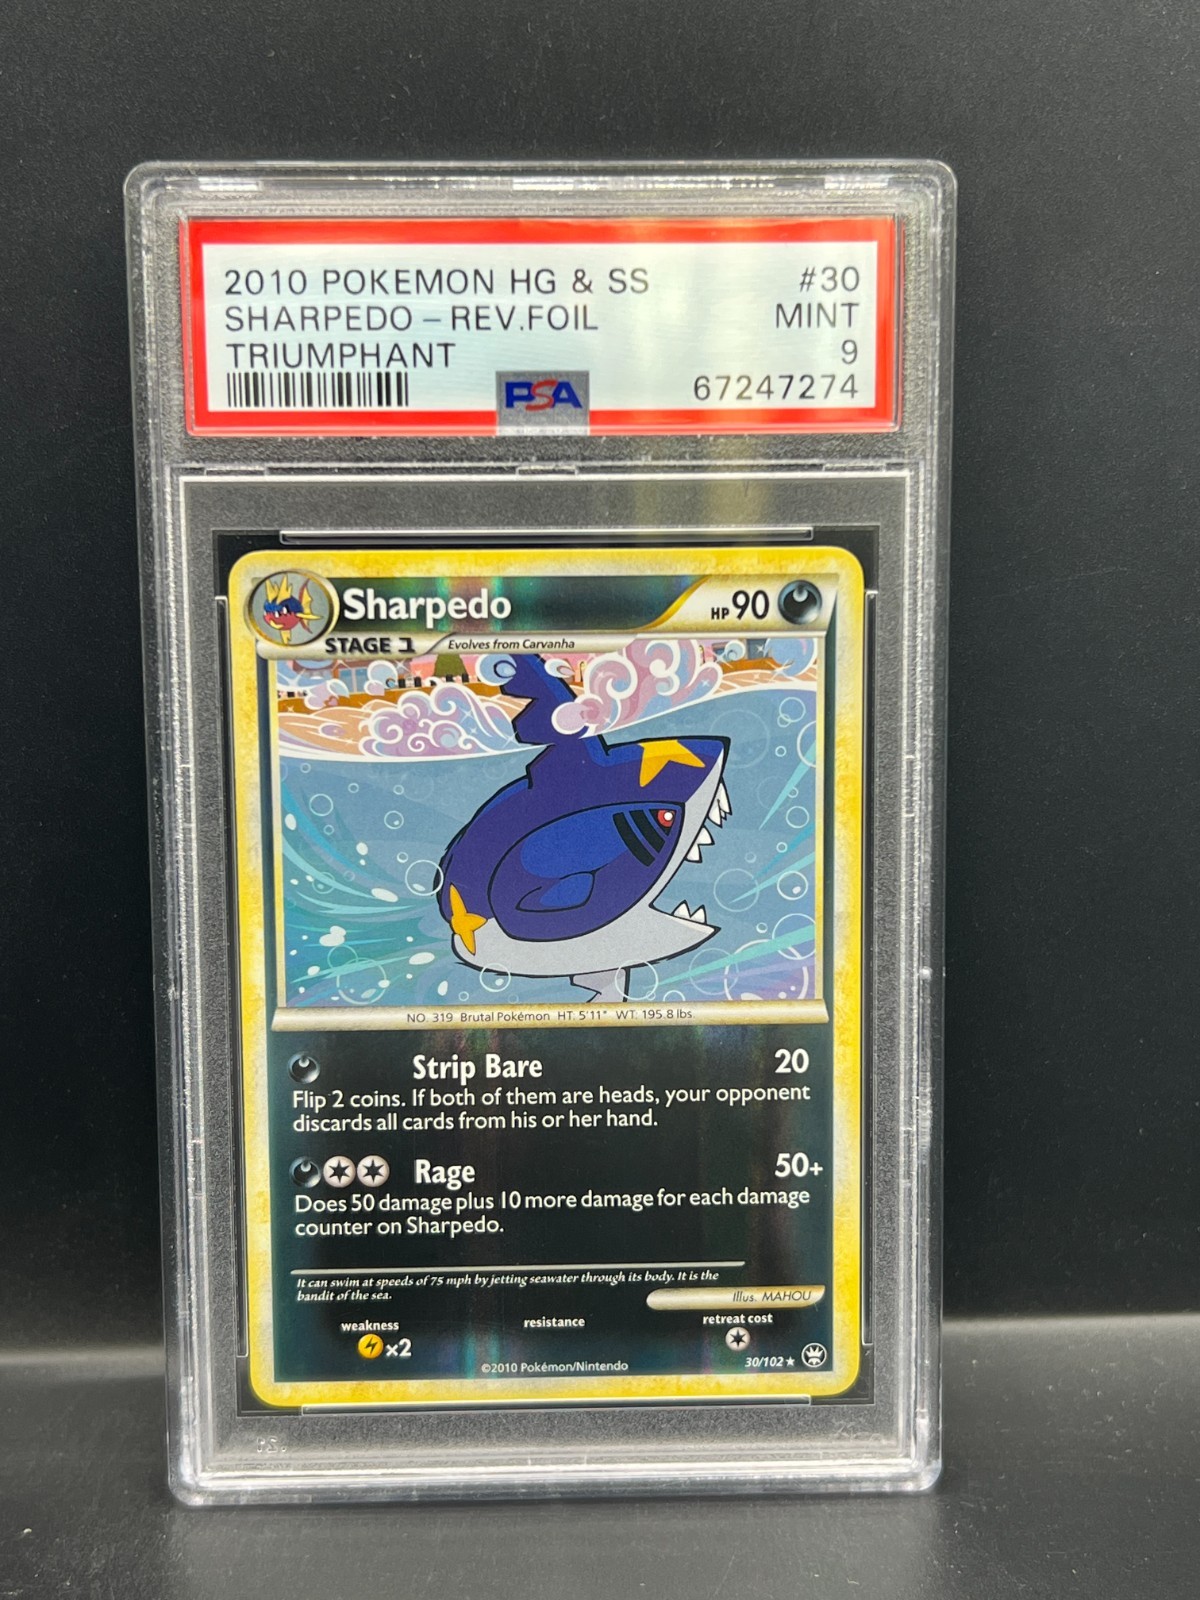 2010 POKEMON HG & SS #30
SHARPEDO – REV.FOIL MINT
TRIUMPHANT 9
PSA 67247274
Sharpedo HP 90
STAGE 1 Evolves from Carvanha
NO. 319 Brutal Pokémon HT. 5'11" WT. 195.8 lbs.
Strip Bare 20
Flip 2 coins. If both of them are heads, your opponent
discards all cards from his or her hand.
Rage 50+
Does 50 damage plus 10 more damage for each damage
counter on Sharpedo.
It can swim at speeds of 75 mph by jetting seawater through its body. It is the
bandit of the sea.
Illus. MAHOU
weakness resistance retreat cost
x2
©2010 Pokémon/Nintendo 30/102 ★